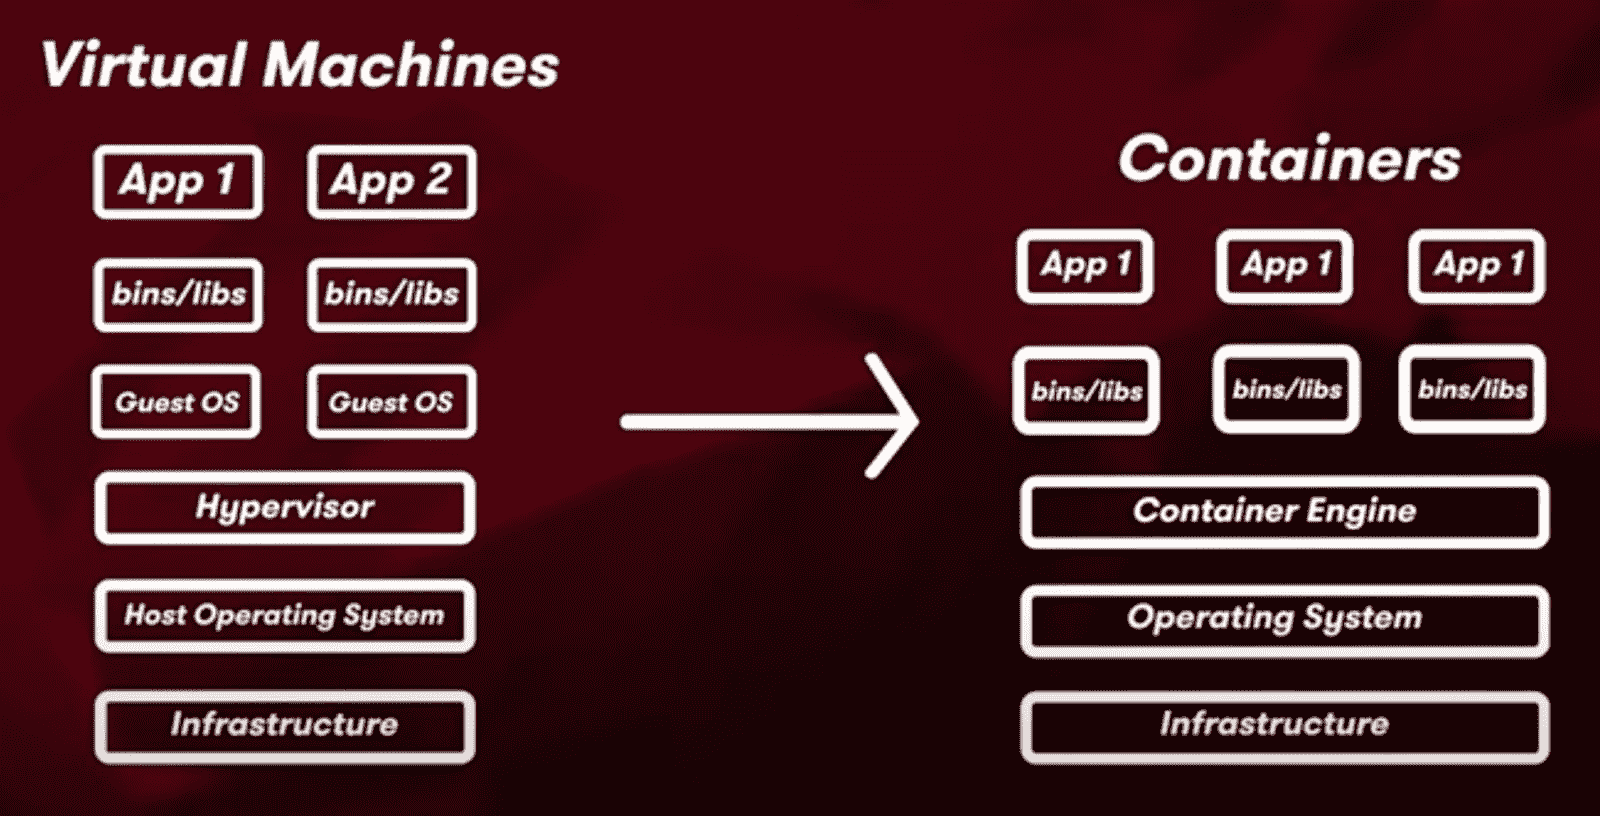 Virtual Machines
App 1 App 2
bins/libs bins/libs
Guest OS Guest OS
Hypervisor
Host Operating System
Infrastructure
Containers
App 1 App 1 App 1
bins/libs bins/libs bins/libs
Container Engine
Operating System
Infrastructure